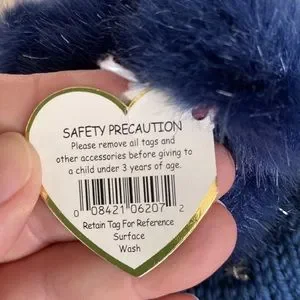 SAFETY PRECAUTION
Please remove all tags and
other accessories before giving to
a child under 3 years of age.
0 08421 06207 2
Retain Tag For Reference
Surface
Wash